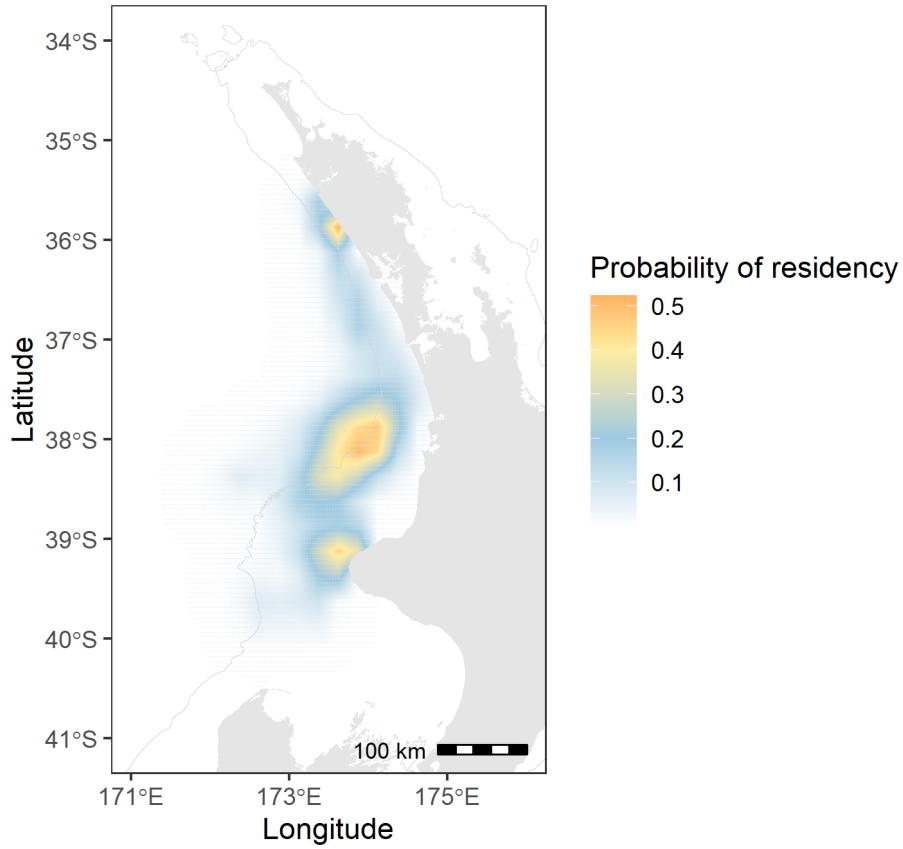 34°S
35°S
36°S
37°S
38°S
39°S
40°S
41°S
Latitude
171°E
173°E
175°E
Longitude
100 km
Probability of residency
0.5
0.4
0.3
0.2
0.1